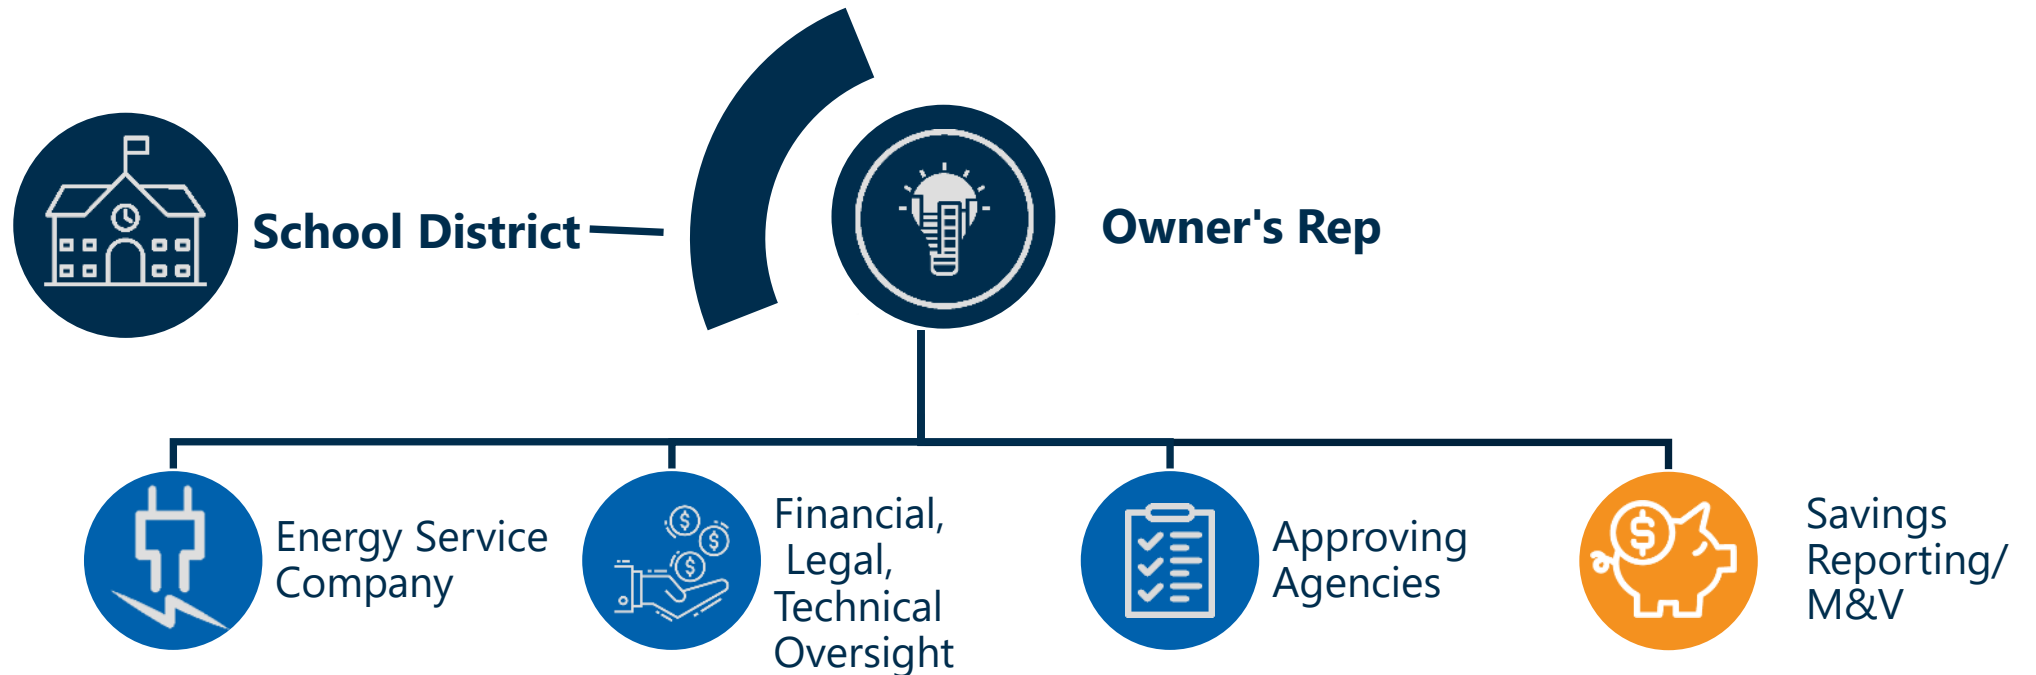 School District
Owner's Rep
Energy Service
Company
Financial,
Legal,
Technical
Oversight
Approving
Agencies
Savings
Reporting/
M&V